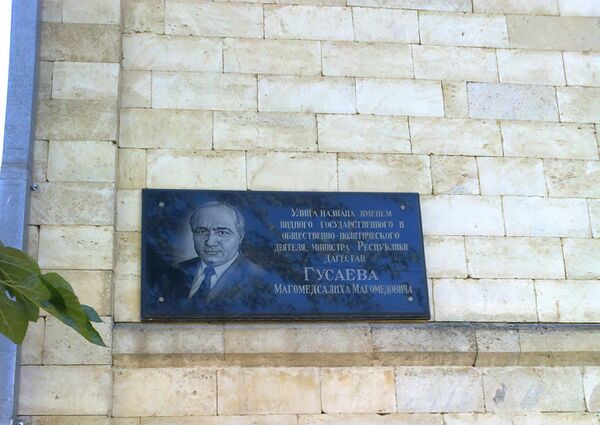 Улица названа именем
видного государственного и
общественно-политического
деятеля, министра Республики
Дагестан
Гусаева
Магомедсалиха Магомедовича